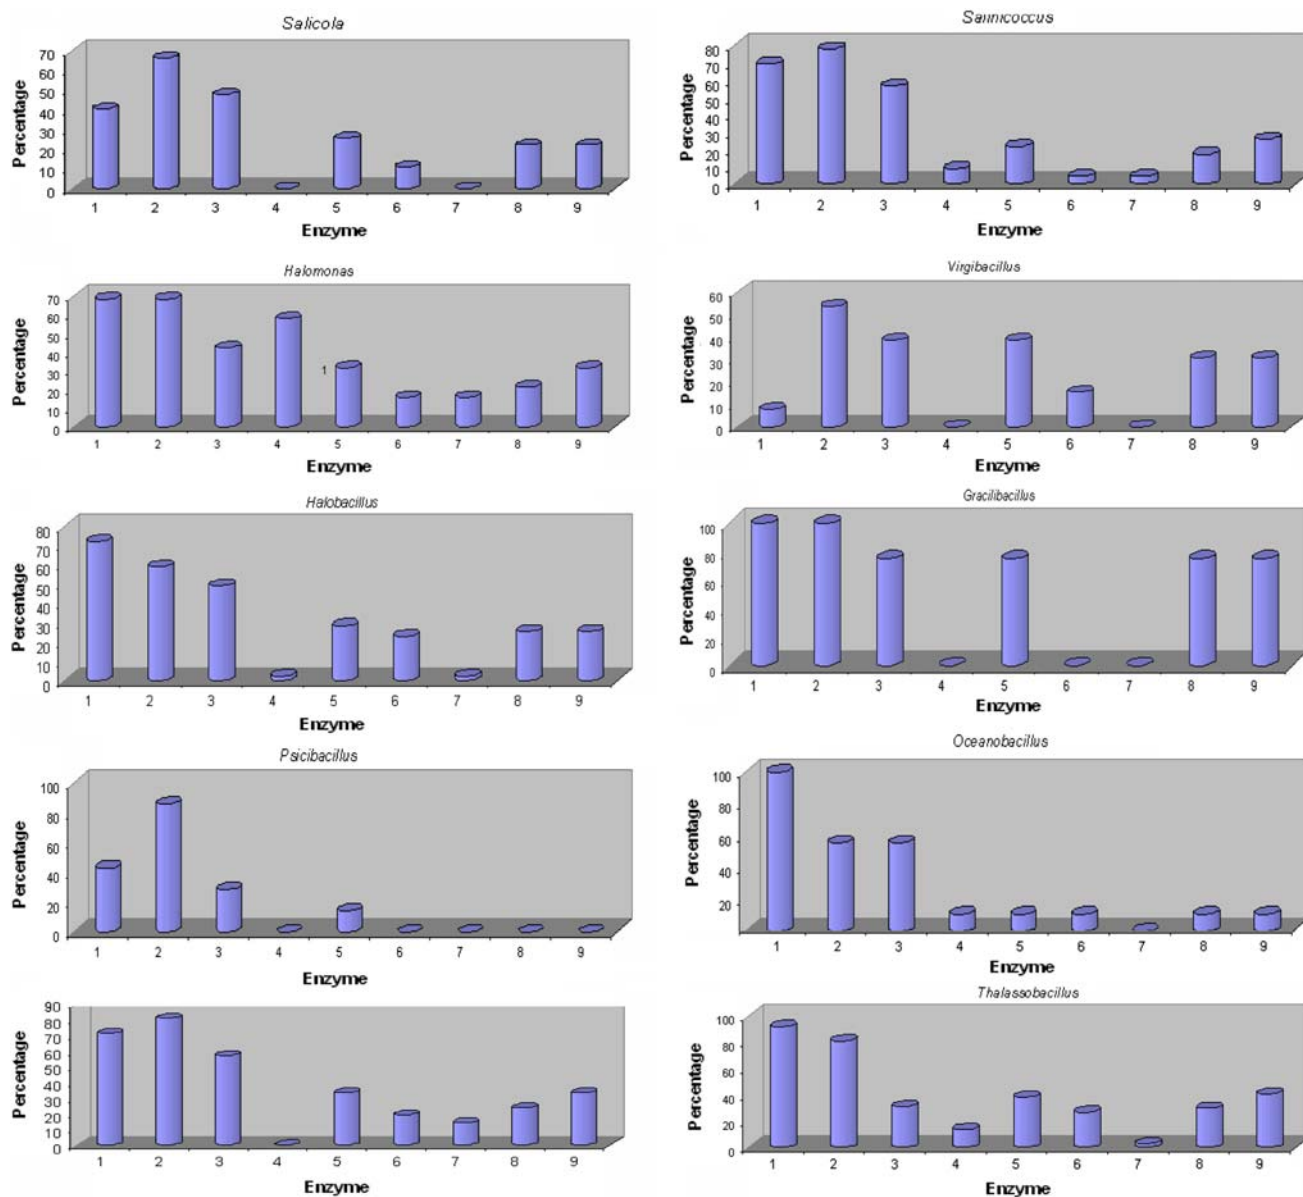 Salicola
Percentage
70
60
50
40
30
20
10
0
1 2 3 4 5 6 7 8 9
Enzyme
Salinicoccus
Percentage
80
70
60
50
40
30
20
10
0
1 2 3 4 5 6 7 8 9
Enzyme
Halomonas
Percentage
70
60
50
40
30
20
10
0
1
1 2 3 4 5 6 7 8 9
Enzyme
Virgibacillus
Percentage
60
50
40
30
20
10
0
1 2 3 4 5 6 7 8 9
Enzyme
Halobacillus
Percentage
80
70
60
50
40
30
20
10
0
1 2 3 4 5 6 7 8 9
Enzyme
Gracilibacillus
Percentage
100
80
60
40
20
0
1 2 3 4 5 6 7 8 9
Enzyme
Psicibacillus
Percentage
100
80
60
40
20
0
1 2 3 4 5 6 7 8 9
Enzyme
Oceanobacillus
Percentage
100
80
60
40
20
1 2 3 4 5 6 7 8 9
Enzyme
Percentage
90
80
70
60
50
40
30
20
10
0
1 2 3 4 5 6 7 8 9
Enzyme
Thalassobacillus
Percentage
100
80
60
40
20
0
1 2 3 4 5 6 7 8 9
Enzyme